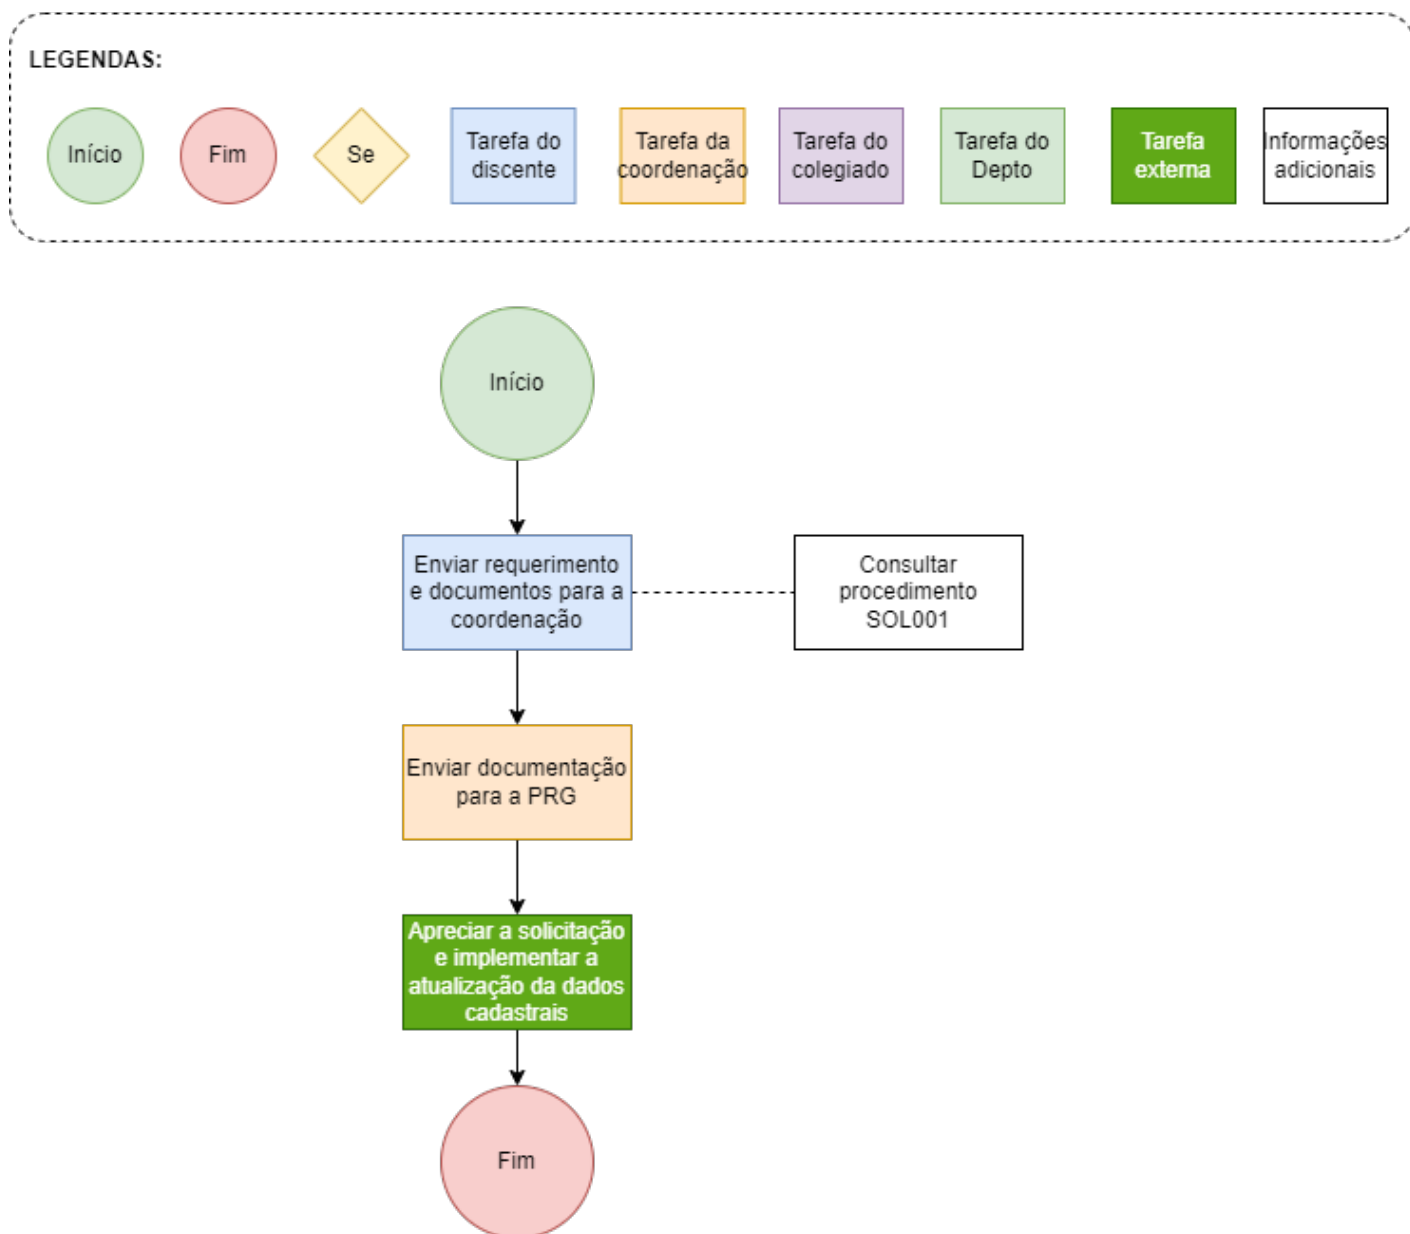 LEGENDAS:
Início
Fim
Se
Tarefa do
discente
Tarefa da
coordenação
Tarefa do
colegiado
Tarefa do
Depto
Tarefa
externa
Informações
adicionais
Início
Enviar requerimento
e documentos para a
coordenação
Consultar
procedimento
SOL001
Enviar documentação
para a PRG
Apreciar a solicitação
e implementar a
atualização da dados
cadastrais
Fim